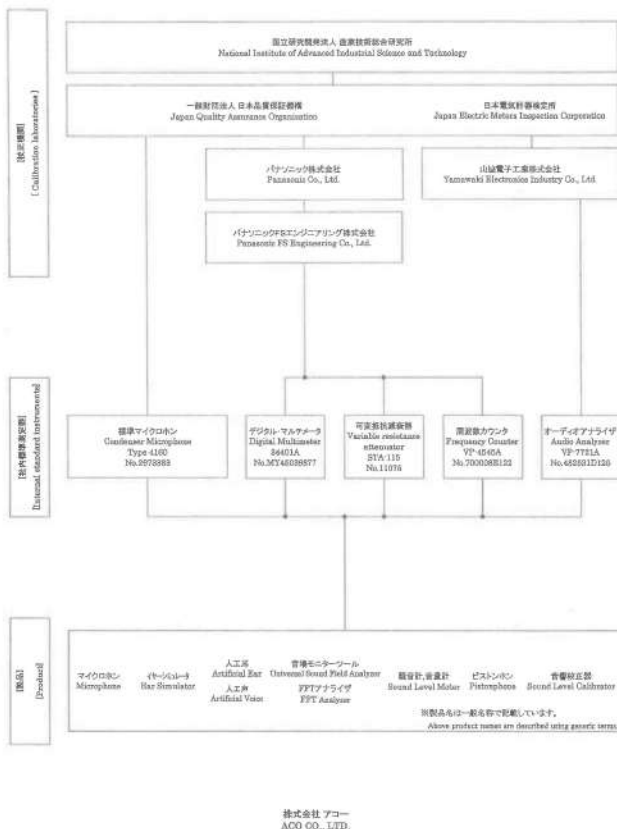 [校正機関]
[Calibration laboratories]
国立研究開発法人 産業技術総合研究所
National Institute of Advanced Industrial Science and Technology
一般財団法人 日本品質保証機構
Japan Quality Assurance Organization
日本電気計器検定所
Japan Electric Meters Inspection Corporation
パナソニック株式会社
Panasonic Co., Ltd.
山脇電子工業株式会社
Yamawaki Electronics Industry Co., Ltd.
パナソニックFSエンジニアリング株式会社
Panasonic FS Engineering Co., Ltd.
[社内標準測定器]
[Internal standard instruments]
標準マイクロホン
Condenser Microphone
Type 4160
デジタル・マルチメータ
Digital Multimeter
34401A
可変抵抗減衰器
Variable resistance
attenuator
STA-115
No.11076
周波数カウンタ
Frequency Counter
VP-4545A
オーディオアナライザ
Audio Analyzer
VP-7721A
[製品]
[Product]
マイクロホン
Microphone
イヤーシミュレータ
Ear Simulator
人工耳
Artificial Ear
人工声
Artificial Voice
音場モニターツール
Universal Sound Field Analyzer
FFTアナライザ
FFT Analyzer
騒音計,音量計
Sound Level Meter
ピストンホン
Pistonphone
音響校正器
Sound Level Calibrator
※製品名は一般名称で記載しています。
Above product names are described using generic terms
株式会社 アコー
ACO CO., LTD.